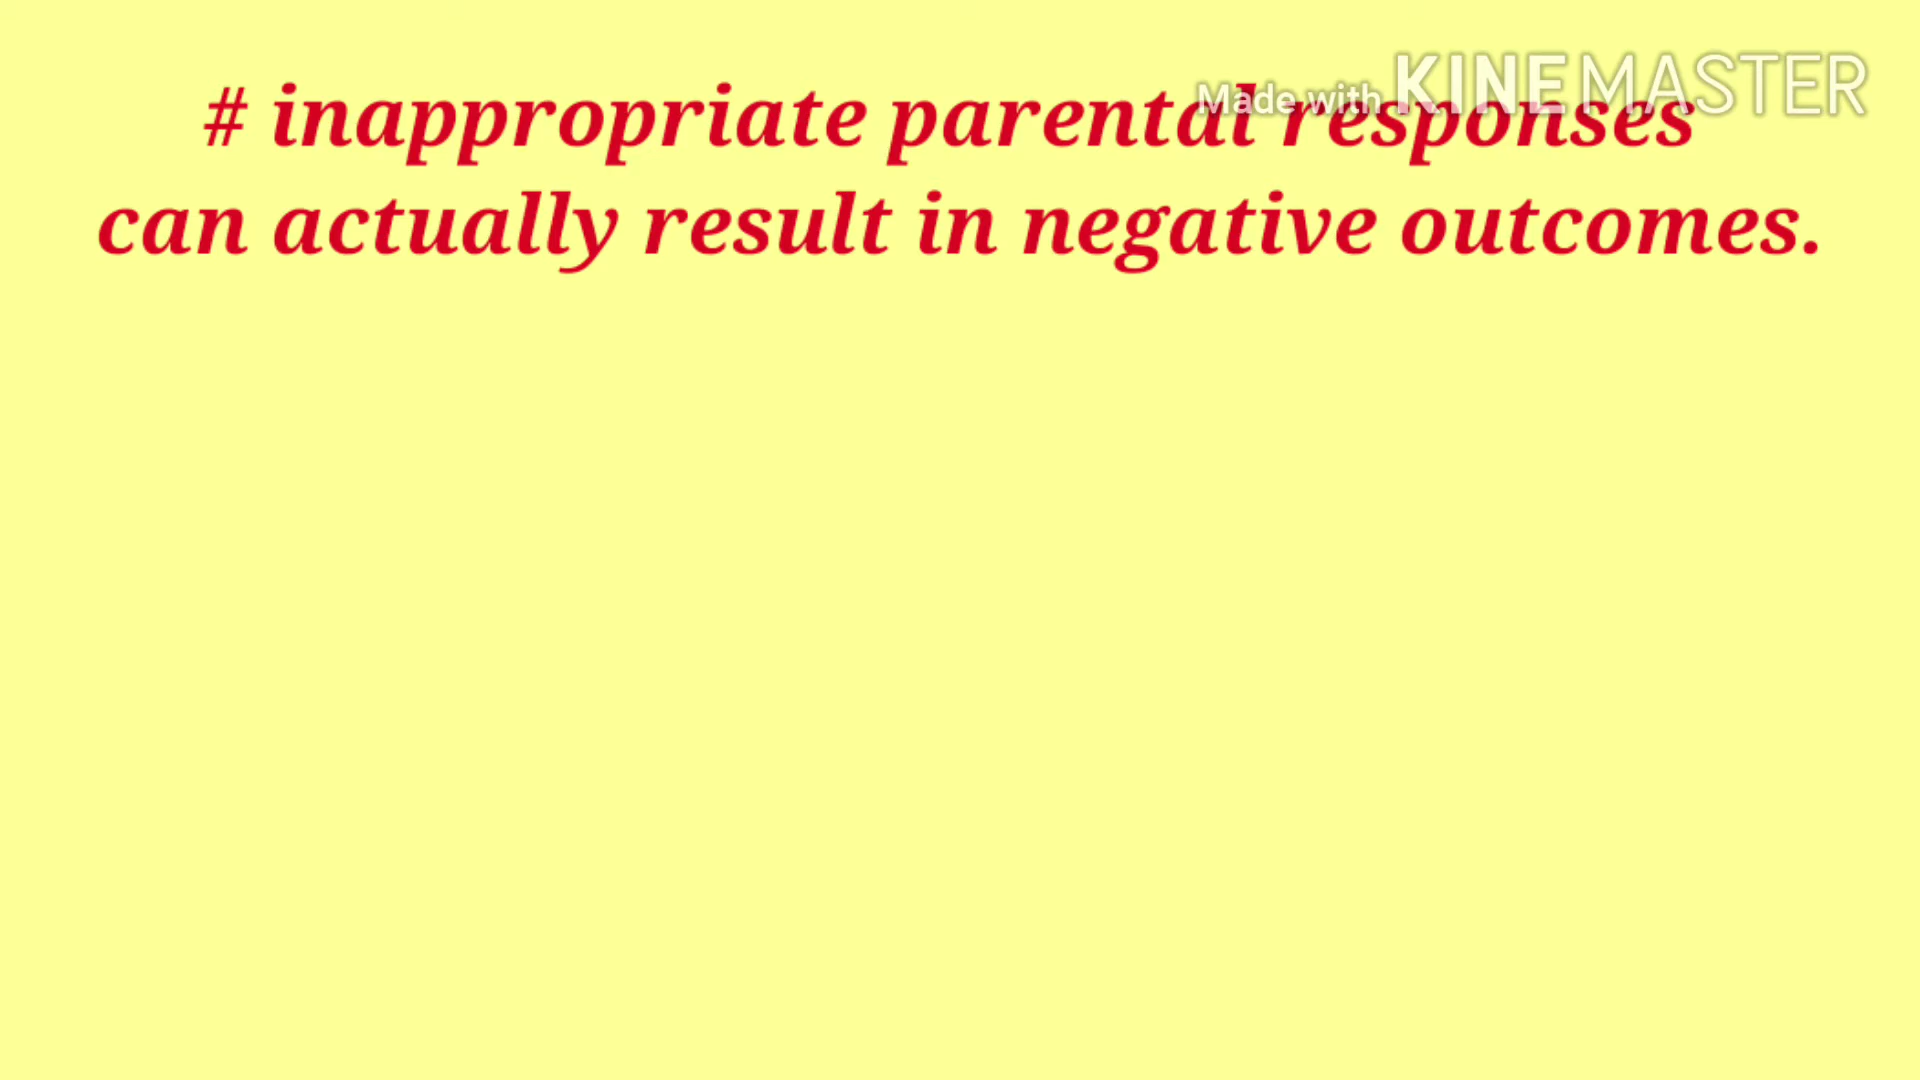 Made with KINEMASTER
# inappropriate parental responses
can actually result in negative outcomes.